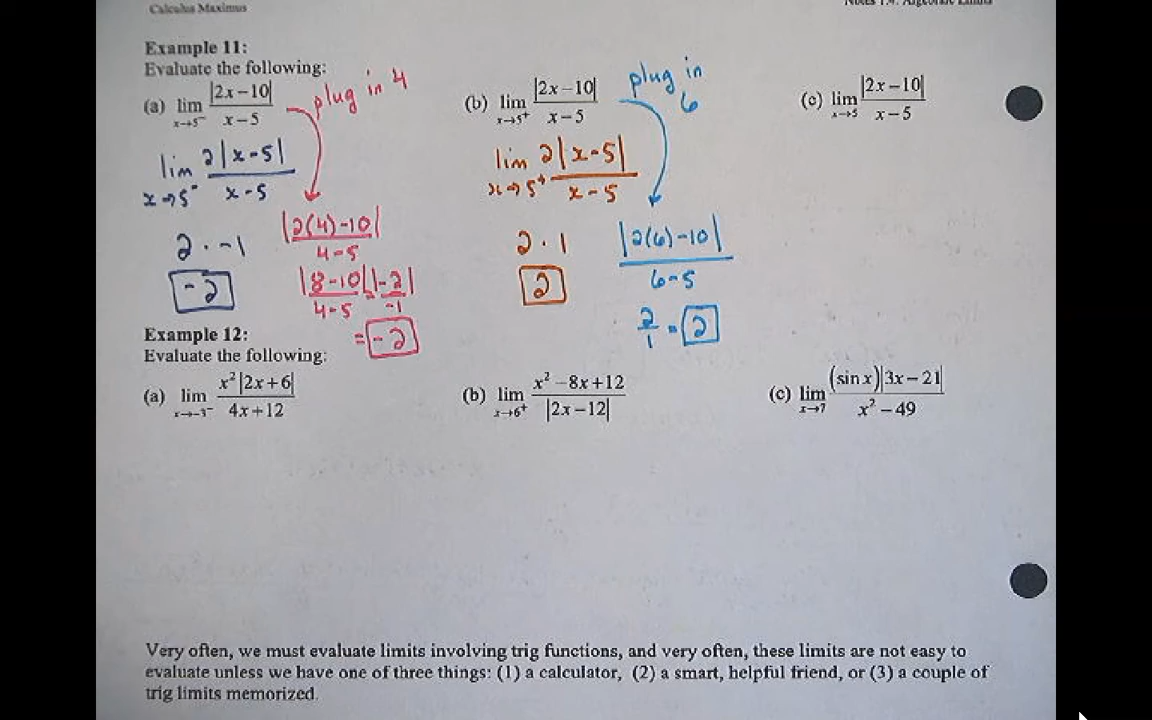 Calculus Maximus
Notes 1.4: Algebraic Limits
Example 11:
Evaluate the following:
(a) lim x→5⁻ |2x−10| / x−5
plug in 4
lim x→5⁻ 2|x-5| / x-5
2 · -1
-2
|2(4)-10| / 4-5
|8-10| / 4-5 = |-2| / -1
= -2
(b) lim x→5⁺ |2x−10| / x−5
plug in 6
lim x→5⁺ 2|x-5| / x-5
2 · 1
2
|2(6)-10| / 6-5
2/1 = 2
(c) lim x→5 |2x−10| / x−5
Example 12:
Evaluate the following:
(a) lim x→−3⁻ x²|2x+6| / 4x+12
(b) lim x→6⁺ x²−8x+12 / |2x−12|
(c) lim x→7 (sin x)|3x−21| / x²−49
Very often, we must evaluate limits involving trig functions, and very often, these limits are not easy to
evaluate unless we have one of three things: (1) a calculator, (2) a smart, helpful friend, or (3) a couple of
trig limits memorized.